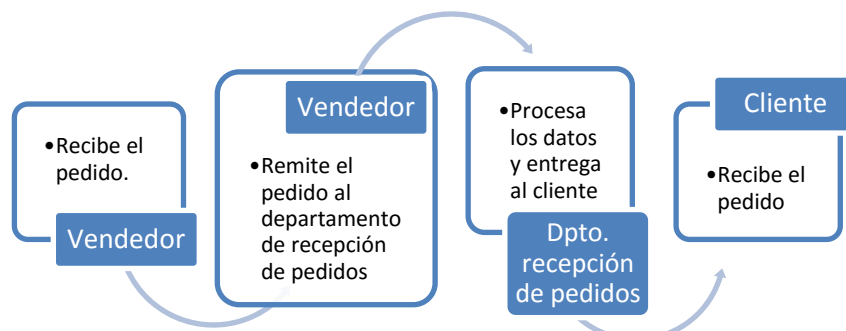 •Recibe el
pedido.
Vendedor
Vendedor
•Remite el
pedido al
departamento
de recepción
de pedidos
•Procesa
los datos
y entrega
al cliente
Dpto.
recepción
de pedidos
Cliente
•Recibe el
pedido